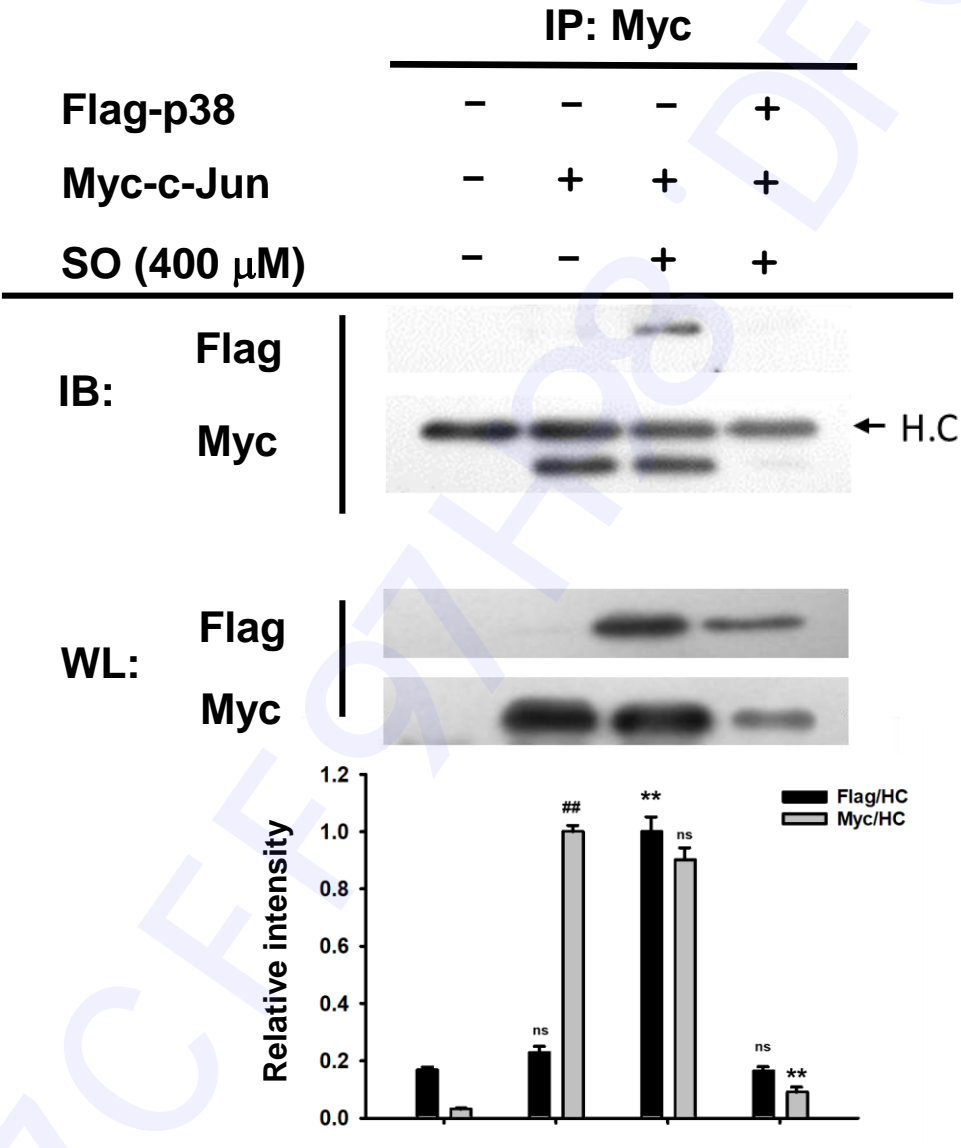 IP: Myc
Flag-p38 – – – +
Myc-c-Jun – + + +
SO (400 μM) – – + +
IB:
Flag
Myc
← H.C
WL:
Flag
Myc
Relative intensity
1.2
1.0
0.8
0.6
0.4
0.2
0.0
Flag/HC
Myc/HC
ns
##
**
ns
ns
**